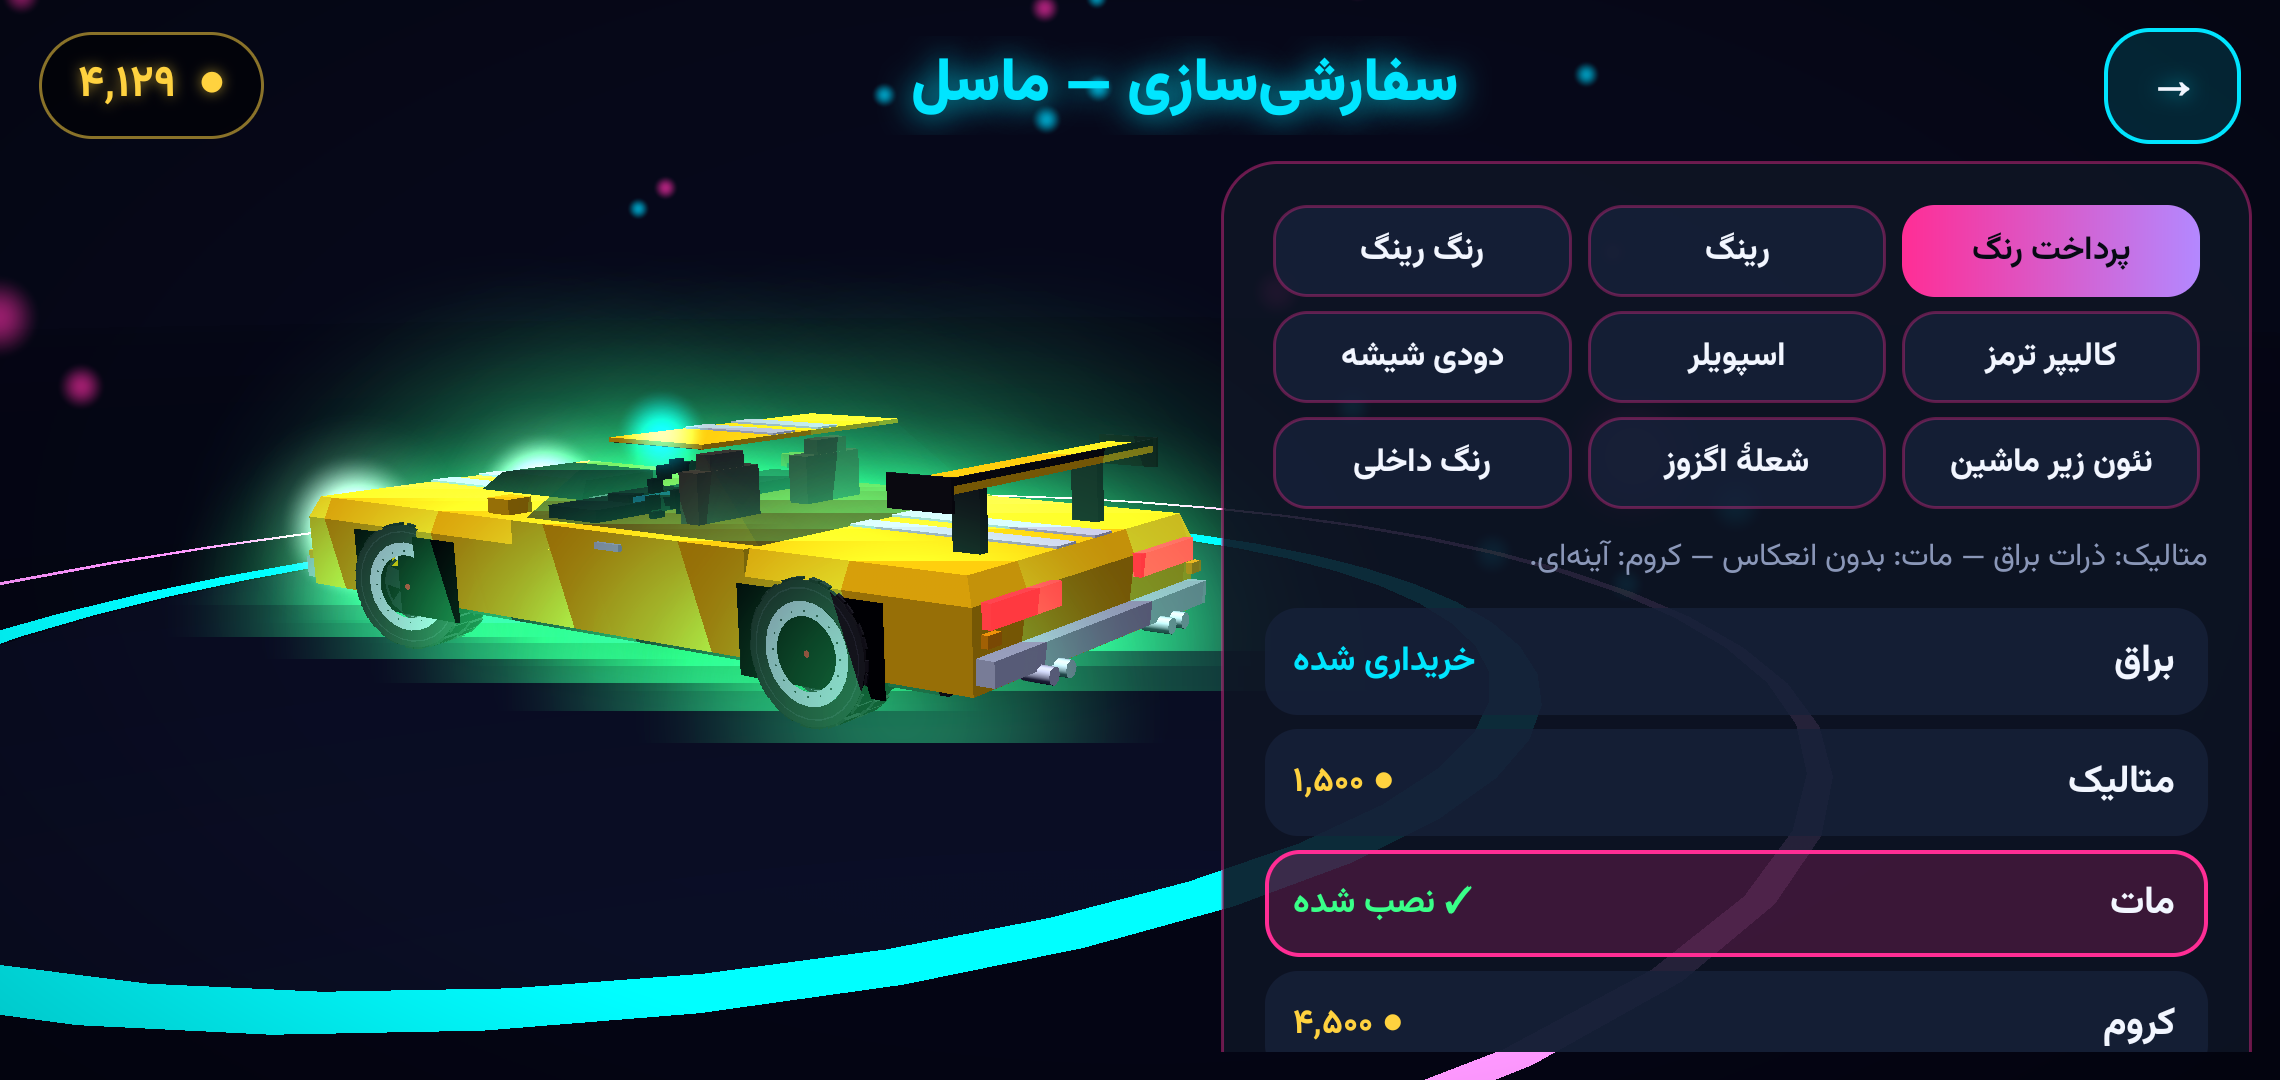 →
سفارشی‌سازی — ماسل
۴,۱۲۹
پرداخت رنگ
رینگ
رنگ رینگ
کالیپر ترمز
اسپویلر
دودی شیشه
نئون زیر ماشین
شعلهٔ اگزوز
رنگ داخلی
متالیک: ذرات براق — مات: بدون انعکاس — کروم: آینه‌ای.
براق
خریداری شده
متالیک
۱,۵۰۰
مات
✓ نصب شده
کروم
۴,۵۰۰